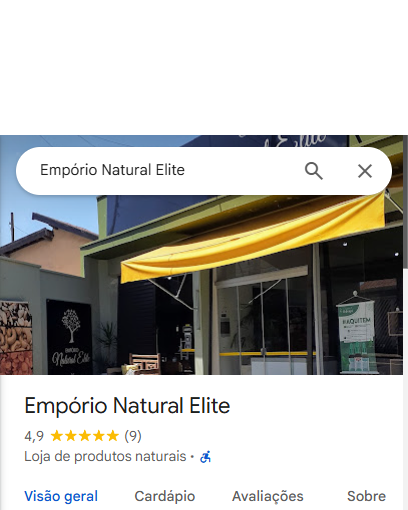 Empório Natural Elite
EMPÓRIO
Natural Elite
#AQUITEM
Empório Natural Elite
4,9 (9)
Loja de produtos naturais ·
Visão geral Cardápio Avaliações Sobre